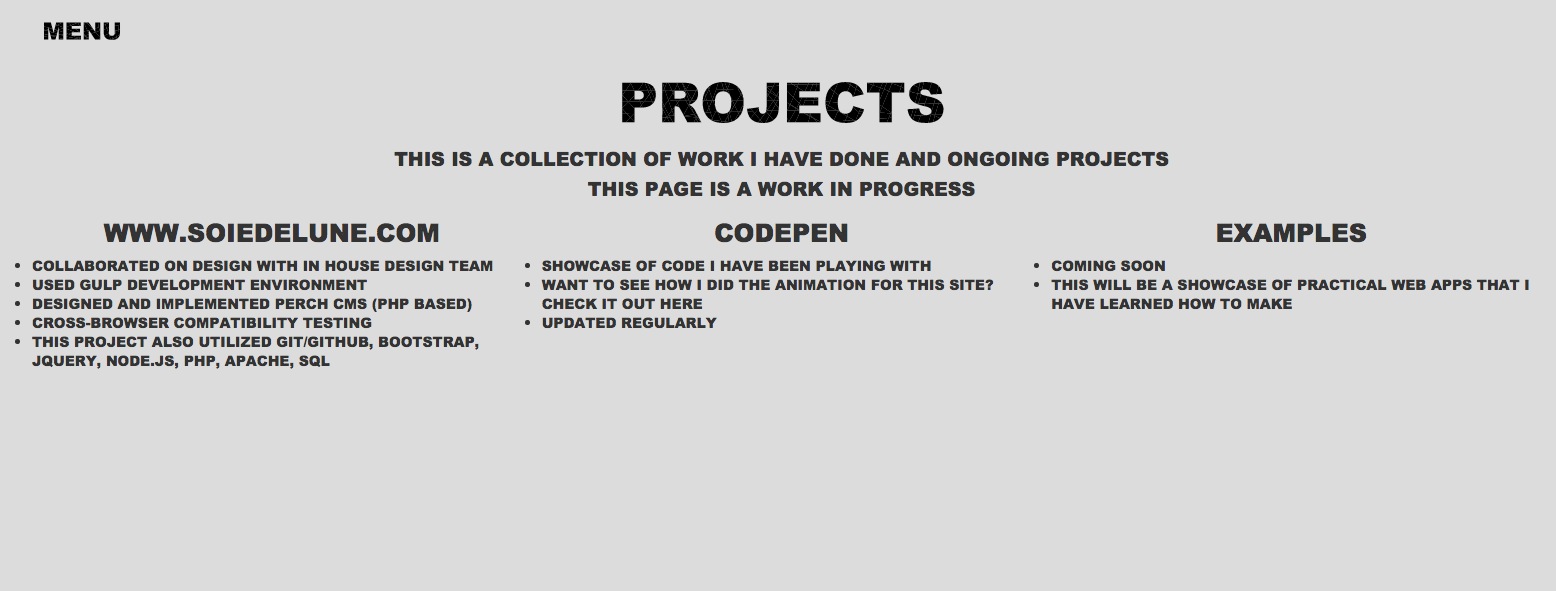 MENU
PROJECTS
THIS IS A COLLECTION OF WORK I HAVE DONE AND ONGOING PROJECTS
THIS PAGE IS A WORK IN PROGRESS
WWW.SOIEDELUNE.COM
• COLLABORATED ON DESIGN WITH IN HOUSE DESIGN TEAM
• USED GULP DEVELOPMENT ENVIRONMENT
• DESIGNED AND IMPLEMENTED PERCH CMS (PHP BASED)
• CROSS-BROWSER COMPATIBILITY TESTING
• THIS PROJECT ALSO UTILIZED GIT/GITHUB, BOOTSTRAP,
JQUERY, NODE.JS, PHP, APACHE, SQL
CODEPEN
• SHOWCASE OF CODE I HAVE BEEN PLAYING WITH
• WANT TO SEE HOW I DID THE ANIMATION FOR THIS SITE?
CHECK IT OUT HERE
• UPDATED REGULARLY
EXAMPLES
• COMING SOON
• THIS WILL BE A SHOWCASE OF PRACTICAL WEB APPS THAT I
HAVE LEARNED HOW TO MAKE